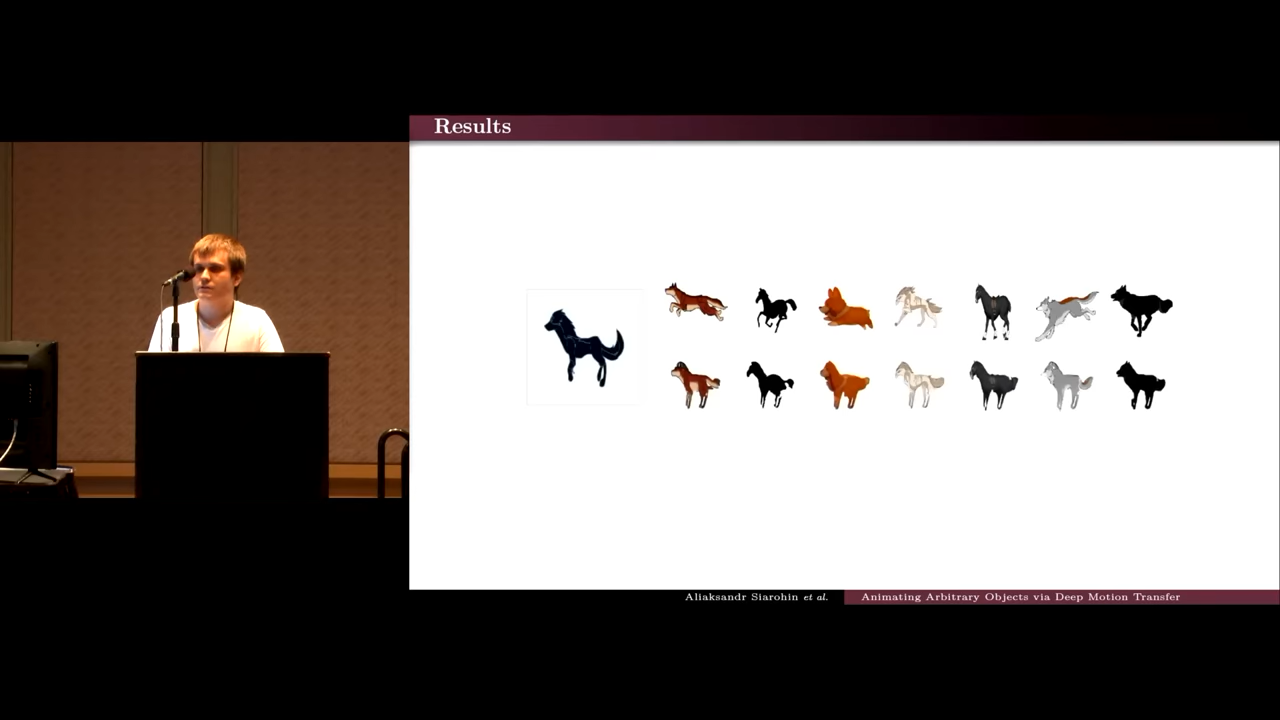 Results
Aliaksandr Siarohin et al.
Animating Arbitrary Objects via Deep Motion Transfer